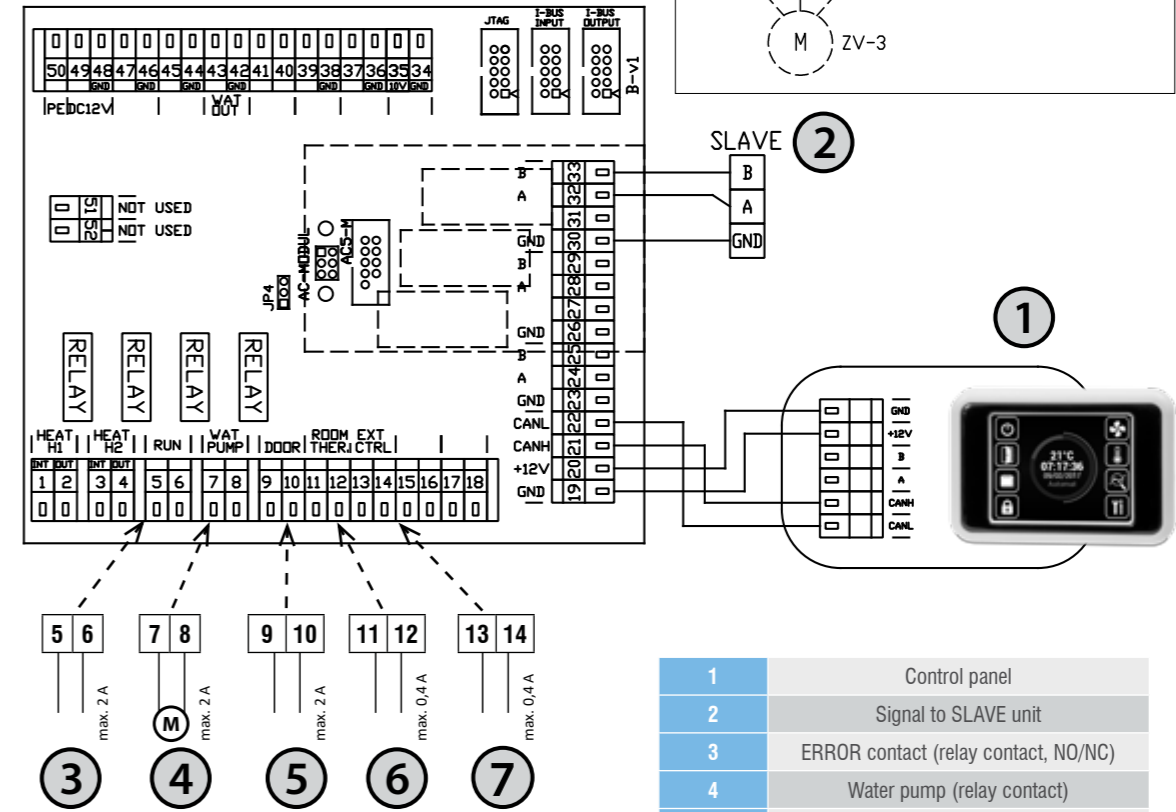 JTAG
I-BUS
INPUT
I-BUS
OUTPUT
B-v1
M ZV-3
50 49 48 47 46 45 44 43 42 41 40 39 38 37 36 35 34
GND GND GND GND GND GND 10V GND
PE DC12V WAT
OUT
51 NOT USED
52 NOT USED
JP4
AC-MODUL
AC5-M
RELAY RELAY RELAY RELAY
B 33
A 32
31
GND 30
B 29
A 28
27
GND 26
B 25
A 24
GND 23
CANL 22
CANH 21
+12V 20
GND 19
SLAVE 2
B
A
GND
1
GND
+12V
B
A
CANH
CANL
21°C
07:17:36
HEAT
H1
HEAT
H2
RUN
WAT
PUMP
DOOR
ROOM
THER.
EXT
CTRL
INT OUT INT OUT
1 2 3 4 5 6 7 8 9 10 11 12 13 14 15 16 17 18
5 6 7 8 9 10 11 12 13 14
max. 2 A
M
max. 2 A
max. 2 A
max. 0,4 A
max. 0,4 A
3 4 5 6 7
1 Control panel
2 Signal to SLAVE unit
3 ERROR contact (relay contact, NO/NC)
4 Water pump (relay contact)